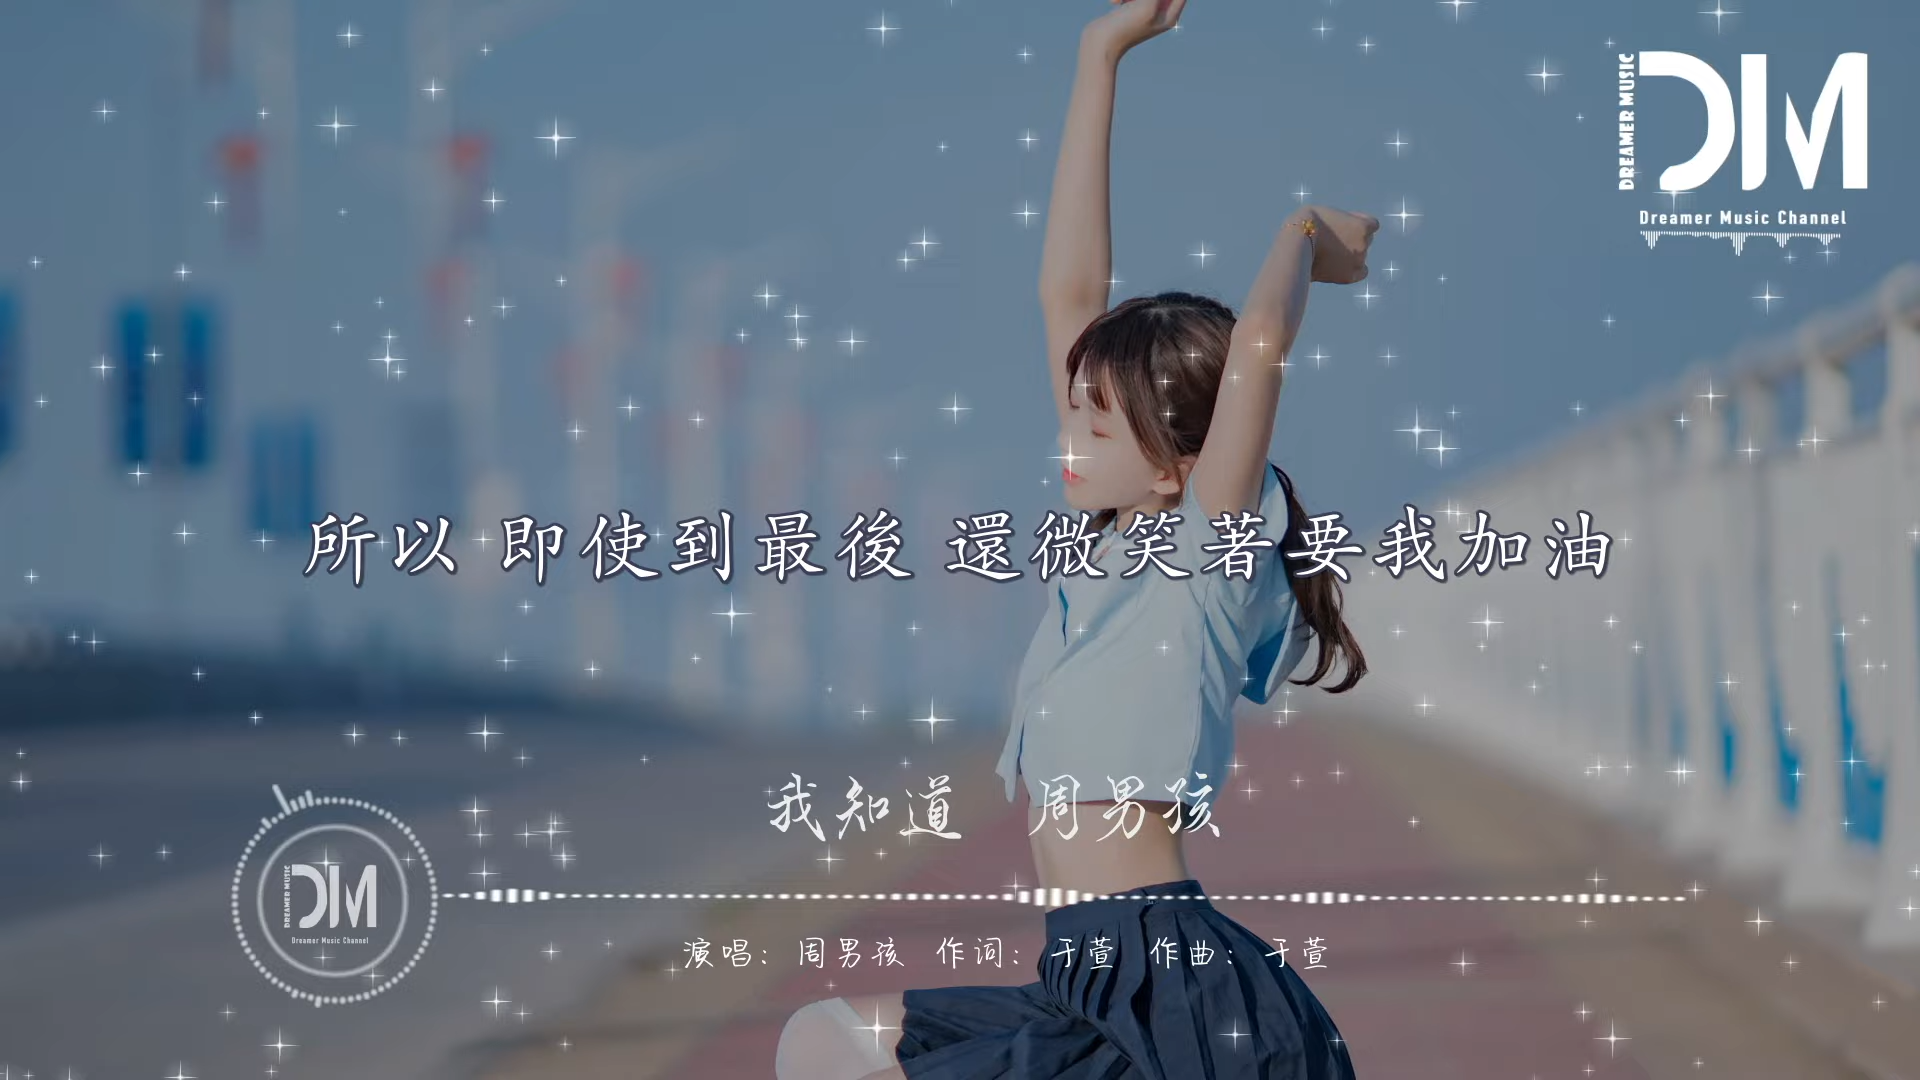 DREAMER MUSIC
DM
Dreamer Music Channel
所以 即使到最後 還微笑著要我加油
我知道 周男孩
DREAMER MUSIC
DM
Dreamer Music Channel
演唱：周男孩 作词：于萱 作曲：于萱